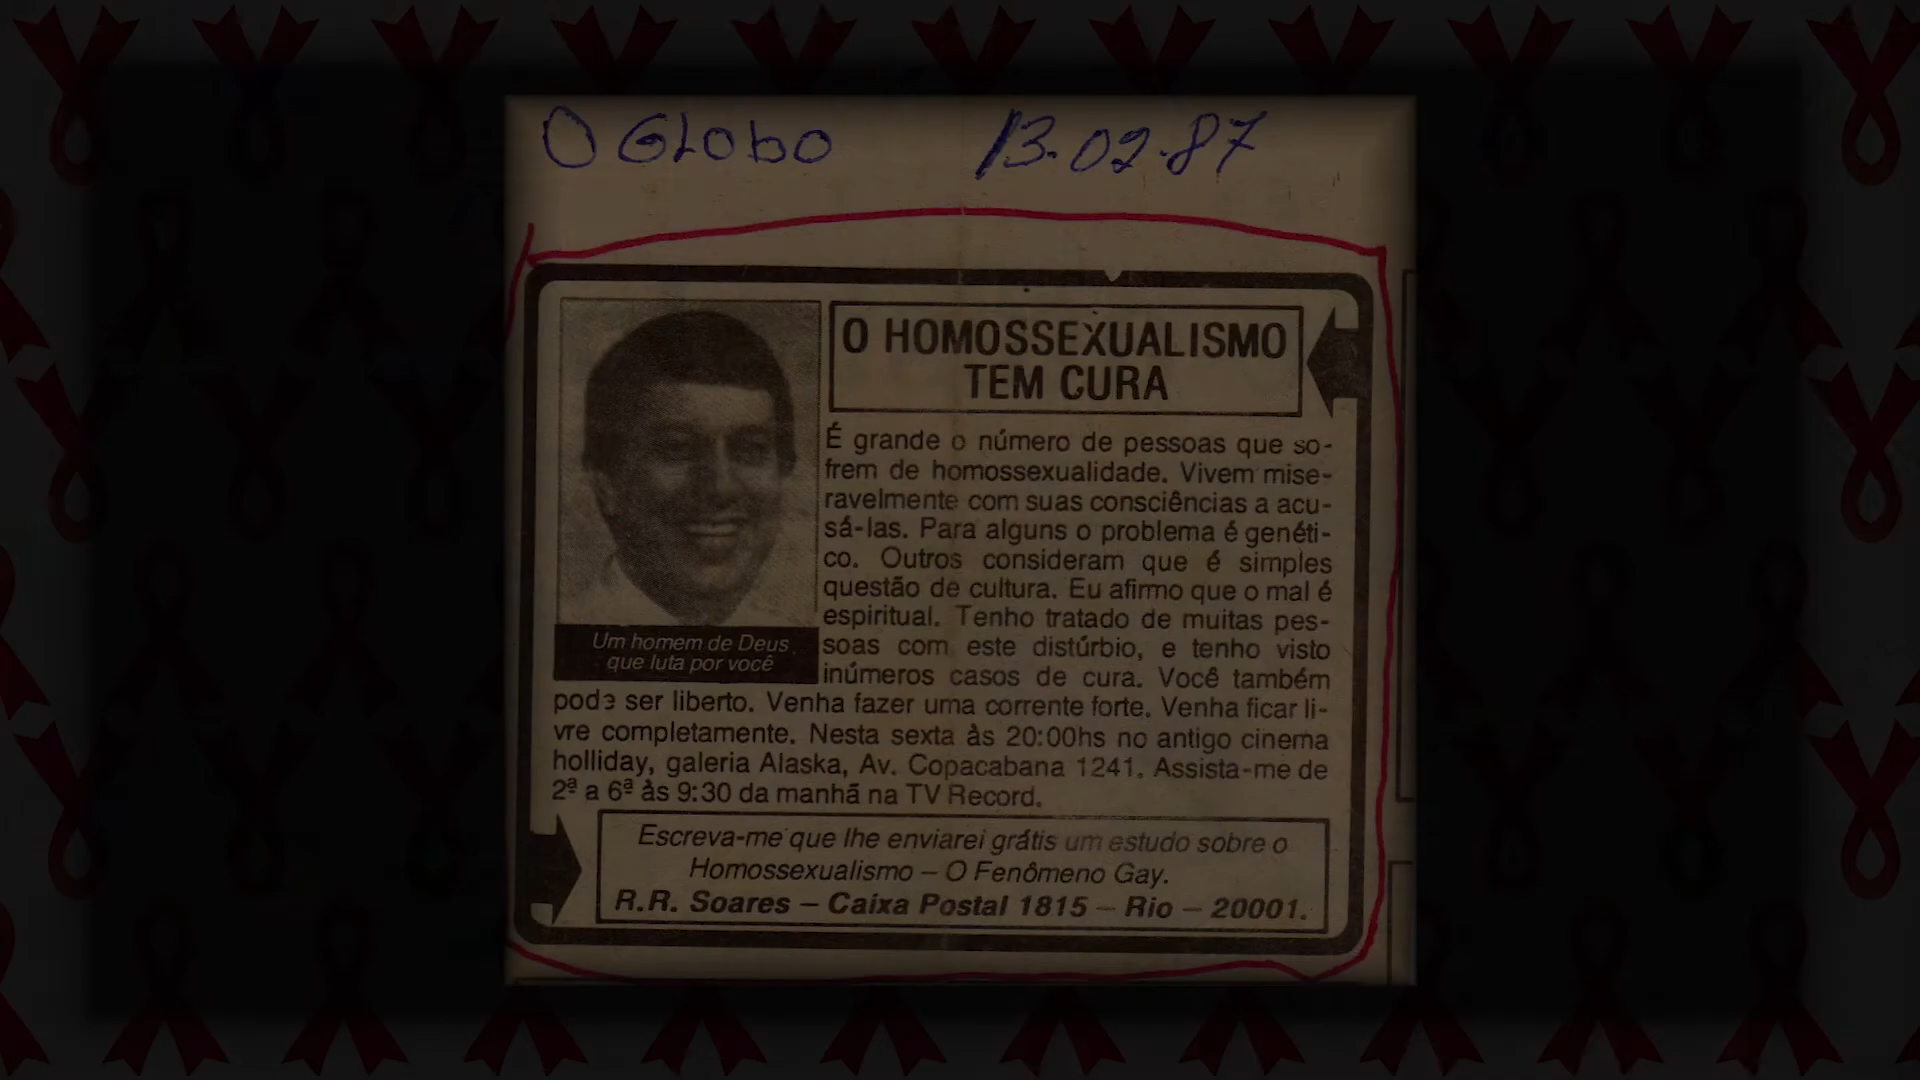 O GLobo 13.02.87
O HOMOSSEXUALISMO
TEM CURA
É grande o número de pessoas que so-
frem de homossexualidade. Vivem mise-
ravelmente com suas consciências a acu-
sá-las. Para alguns o problema é genéti-
co. Outros consideram que é simples
questão de cultura. Eu afirmo que o mal é
espiritual. Tenho tratado de muitas pes-
soas com este distúrbio, e tenho visto
inúmeros casos de cura. Você também
pode ser liberto. Venha fazer uma corrente forte. Venha ficar li-
vre completamente. Nesta sexta às 20:00hs no antigo cinema
holliday, galeria Alaska, Av. Copacabana 1241. Assista-me de
2ª a 6ª às 9:30 da manhã na TV Record.
Um homem de Deus
que luta por você
Escreva-me que lhe enviarei grátis um estudo sobre o
Homossexualismo – O Fenômeno Gay.
R.R. Soares – Caixa Postal 1815 – Rio – 20001.